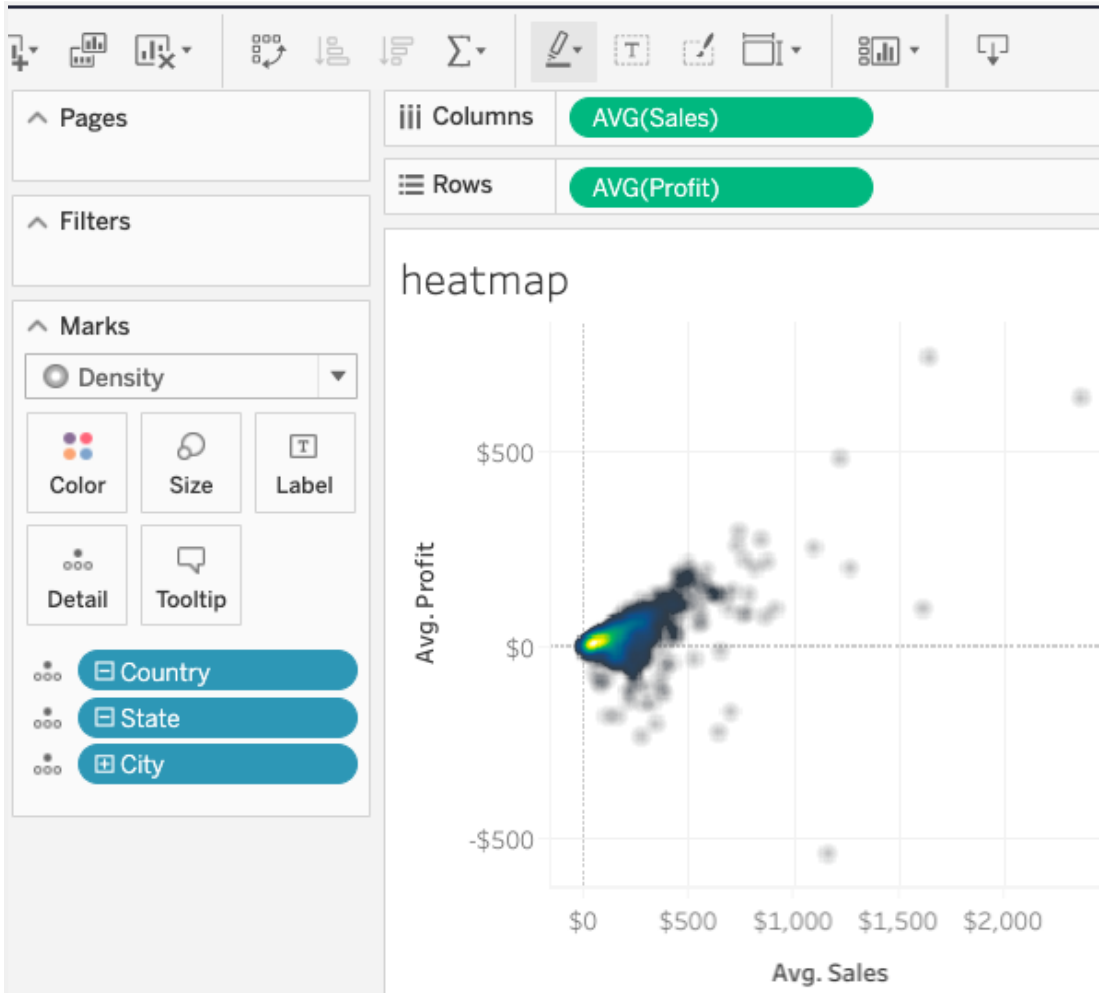 Pages
Columns
AVG(Sales)
Rows
AVG(Profit)
Filters
heatmap
Marks
Density
Color
Size
T
Label
Detail
Tooltip
Country
State
City
Avg. Profit
$500
$0
-$500
$0
$500
$1,000
$1,500
$2,000
Avg. Sales